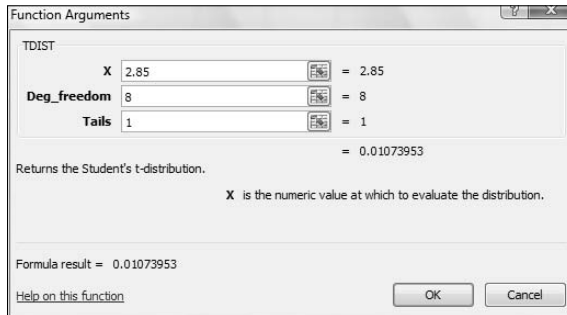 Function Arguments
TDIST
X 2.85 = 2.85
Deg_freedom 8 = 8
Tails 1 = 1
= 0.01073953
Returns the Student's t-distribution.
X is the numeric value at which to evaluate the distribution.
Formula result = 0.01073953
Help on this function OK Cancel